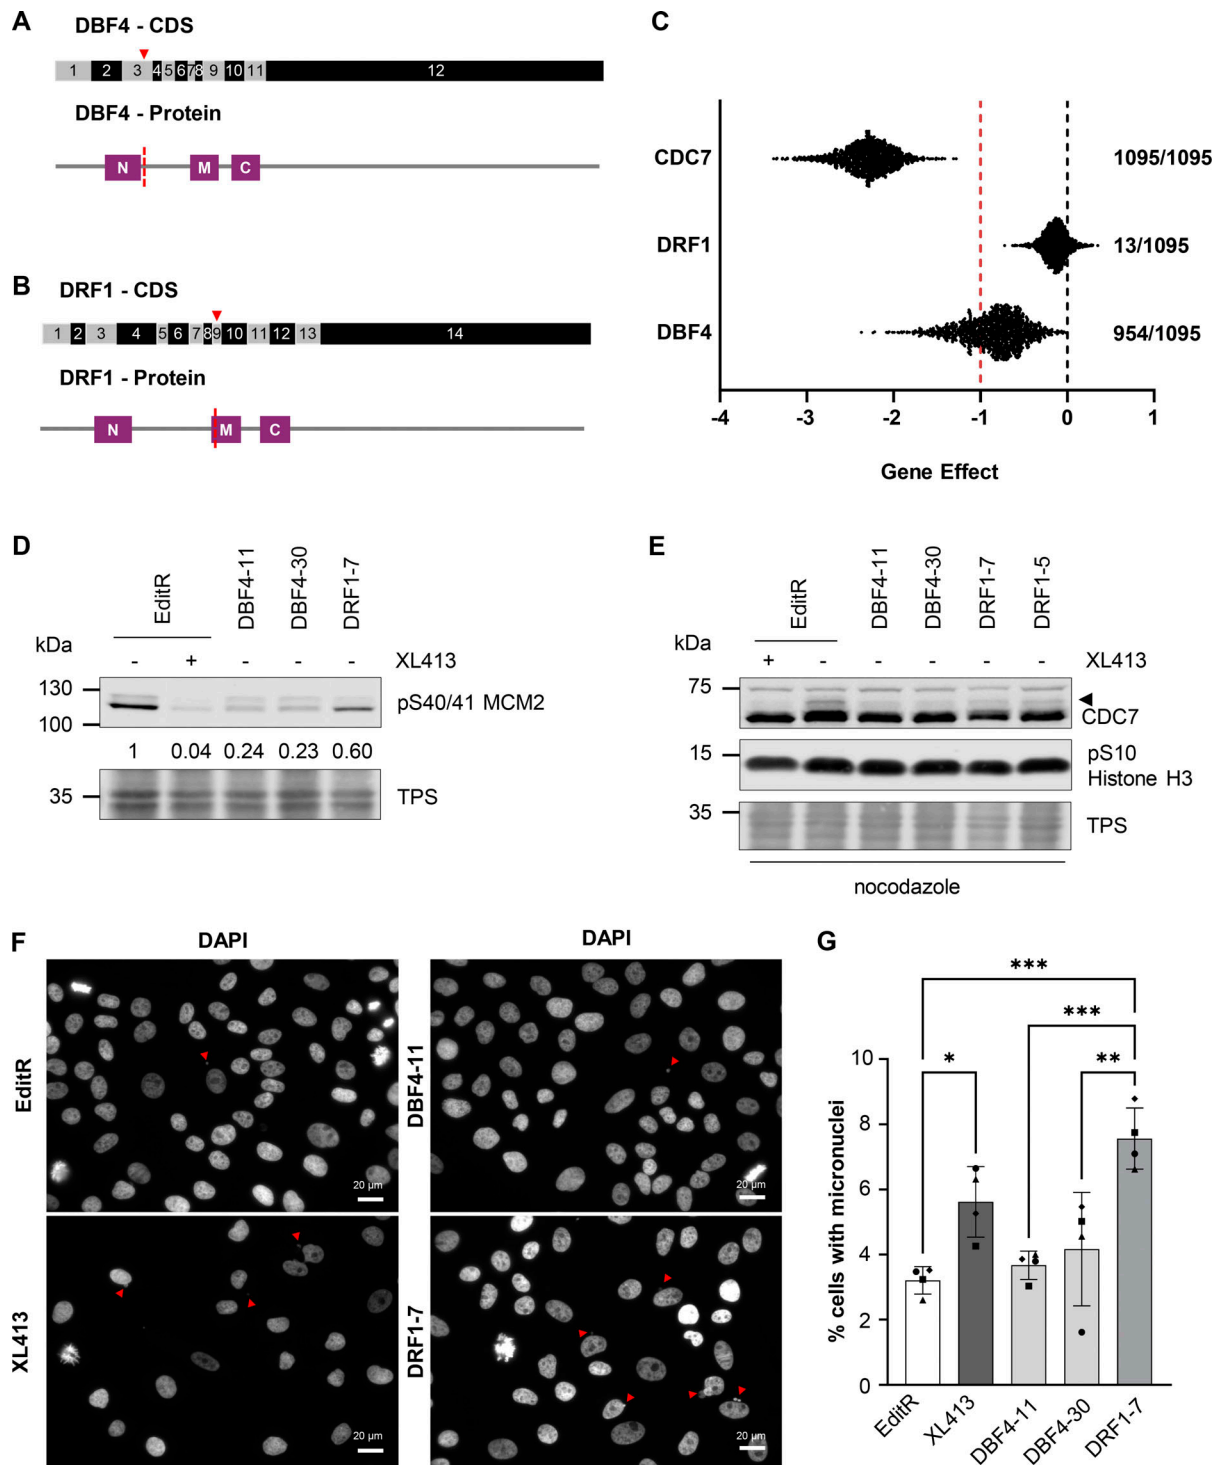 A
DBF4 - CDS
1 2 3 4 5 6 7 8 9 10 11 12
DBF4 - Protein
N M C
B
DRF1 - CDS
1 2 3 4 5 6 7 8 9 10 11 12 13 14
DRF1 - Protein
N M C
C
CDC7 1095/1095
DRF1 13/1095
DBF4 954/1095
-4 -3 -2 -1 0 1
Gene Effect
D
EditR DBF4-11 DBF4-30 DRF1-7
kDa
- + - - - XL413
130
100
pS40/41 MCM2
1 0.04 0.24 0.23 0.60
35 TPS
E
EditR DBF4-11 DBF4-30 DRF1-7 DRF1-5
kDa
+ - - - - - XL413
75
CDC7
15 pS10
Histone H3
35 TPS
nocodazole
F
DAPI DAPI
EditR
20 µm
DBF4-11
20 µm
XL413
20 µm
DRF1-7
20 µm
G
***
***
* **
% cells with micronuclei
10
8
6
4
2
0
EditR XL413 DBF4-11 DBF4-30 DRF1-7